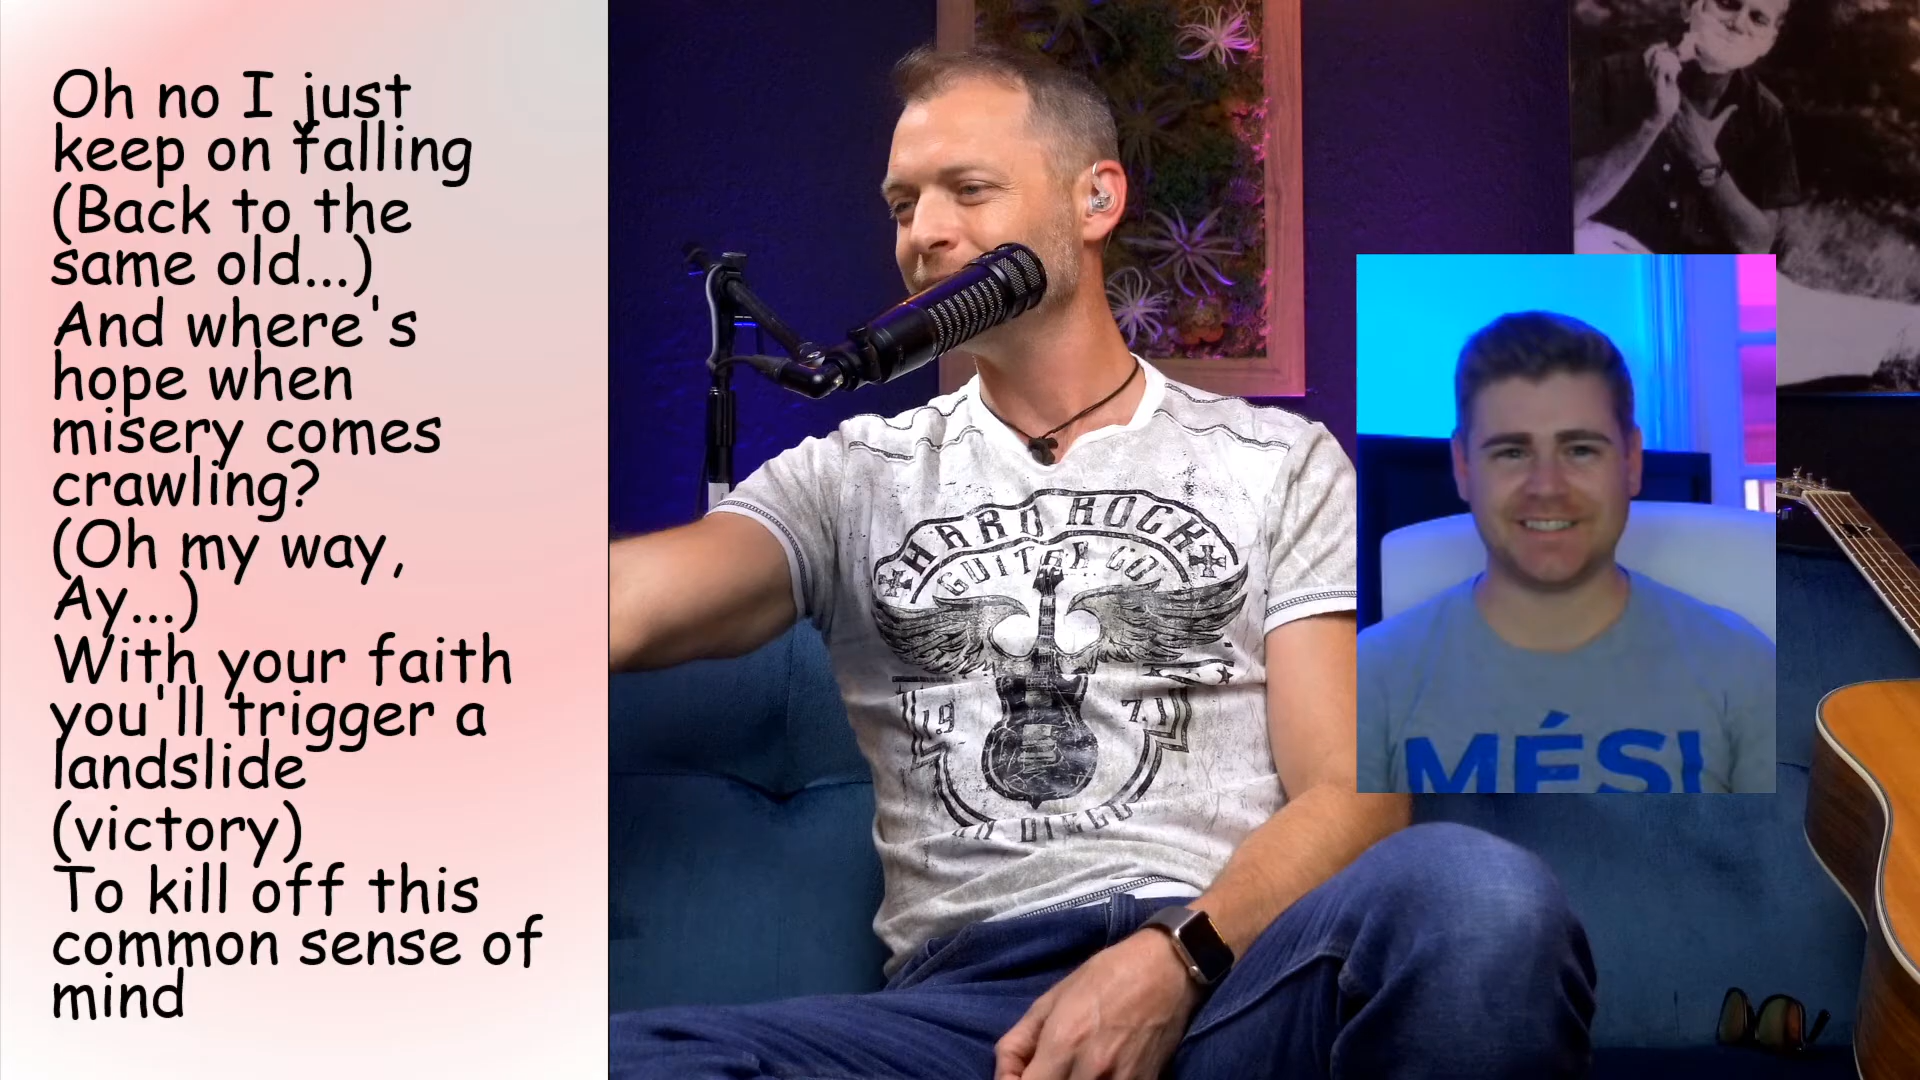 Oh no I just
keep on falling
(Back to the
same old...)
And where's
hope when
misery comes
crawling?
(Oh my way,
Ay...)
With your faith
you'll trigger a
landslide
(victory)
To kill off this
common sense of
mind
HARD ROCK
GUITAR CO.
19 71
SAN DIEGO
MÉSI